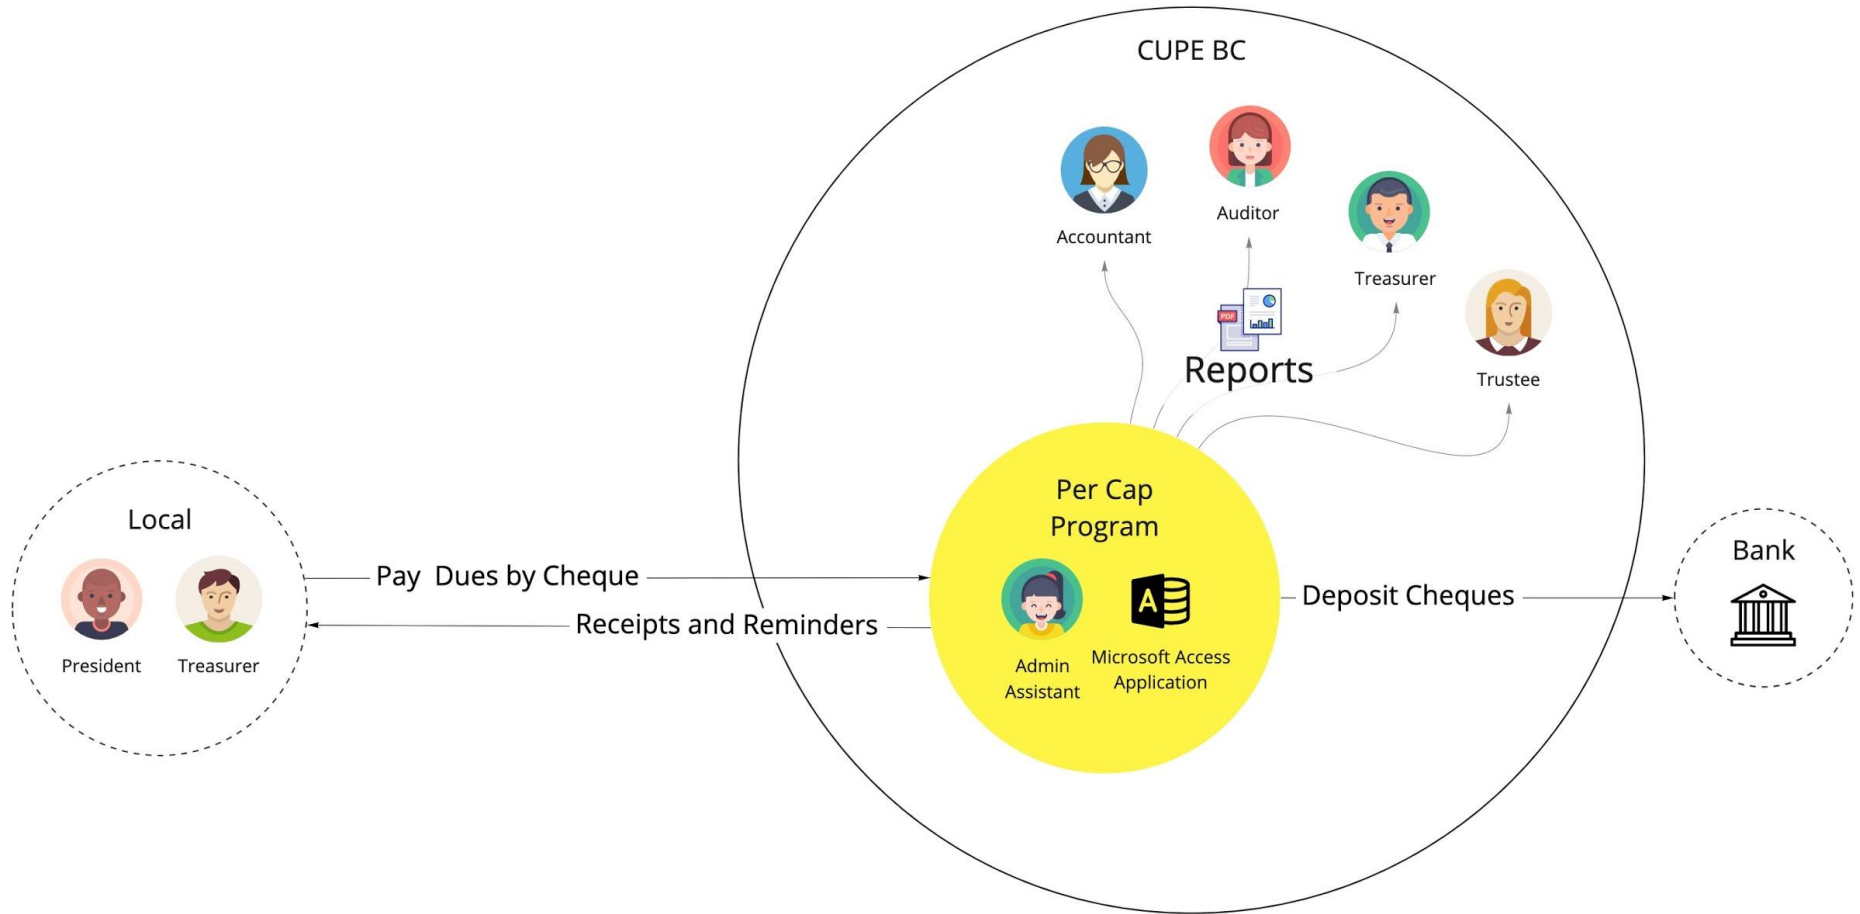 CUPE BC
Accountant
Auditor
Treasurer
Trustee
PDF
Reports
Per Cap
Program
Admin
Assistant
A
Microsoft Access
Application
Local
President
Treasurer
Pay Dues by Cheque
Receipts and Reminders
Deposit Cheques
Bank